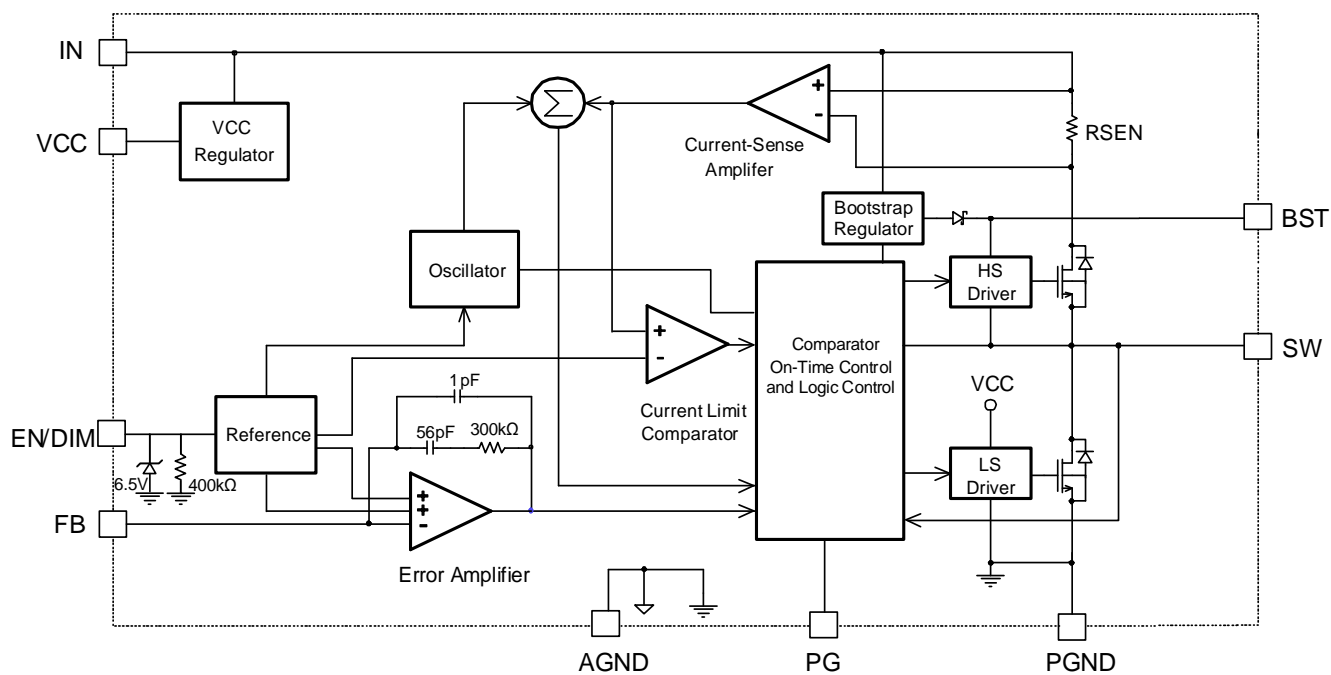 IN
VCC
VCC
Regulator
Σ
+
-
Current-Sense
Amplifer
RSEN
Bootstrap
Regulator
BST
Oscillator
HS
Driver
+
-
Current Limit
Comparator
Comparator
On-Time Control
and Logic Control
SW
VCC
1pF
56pF
300kΩ
EN/DIM
Reference
6.5V
400kΩ
LS
Driver
FB
+
+
-
Error Amplifier
AGND
PG
PGND